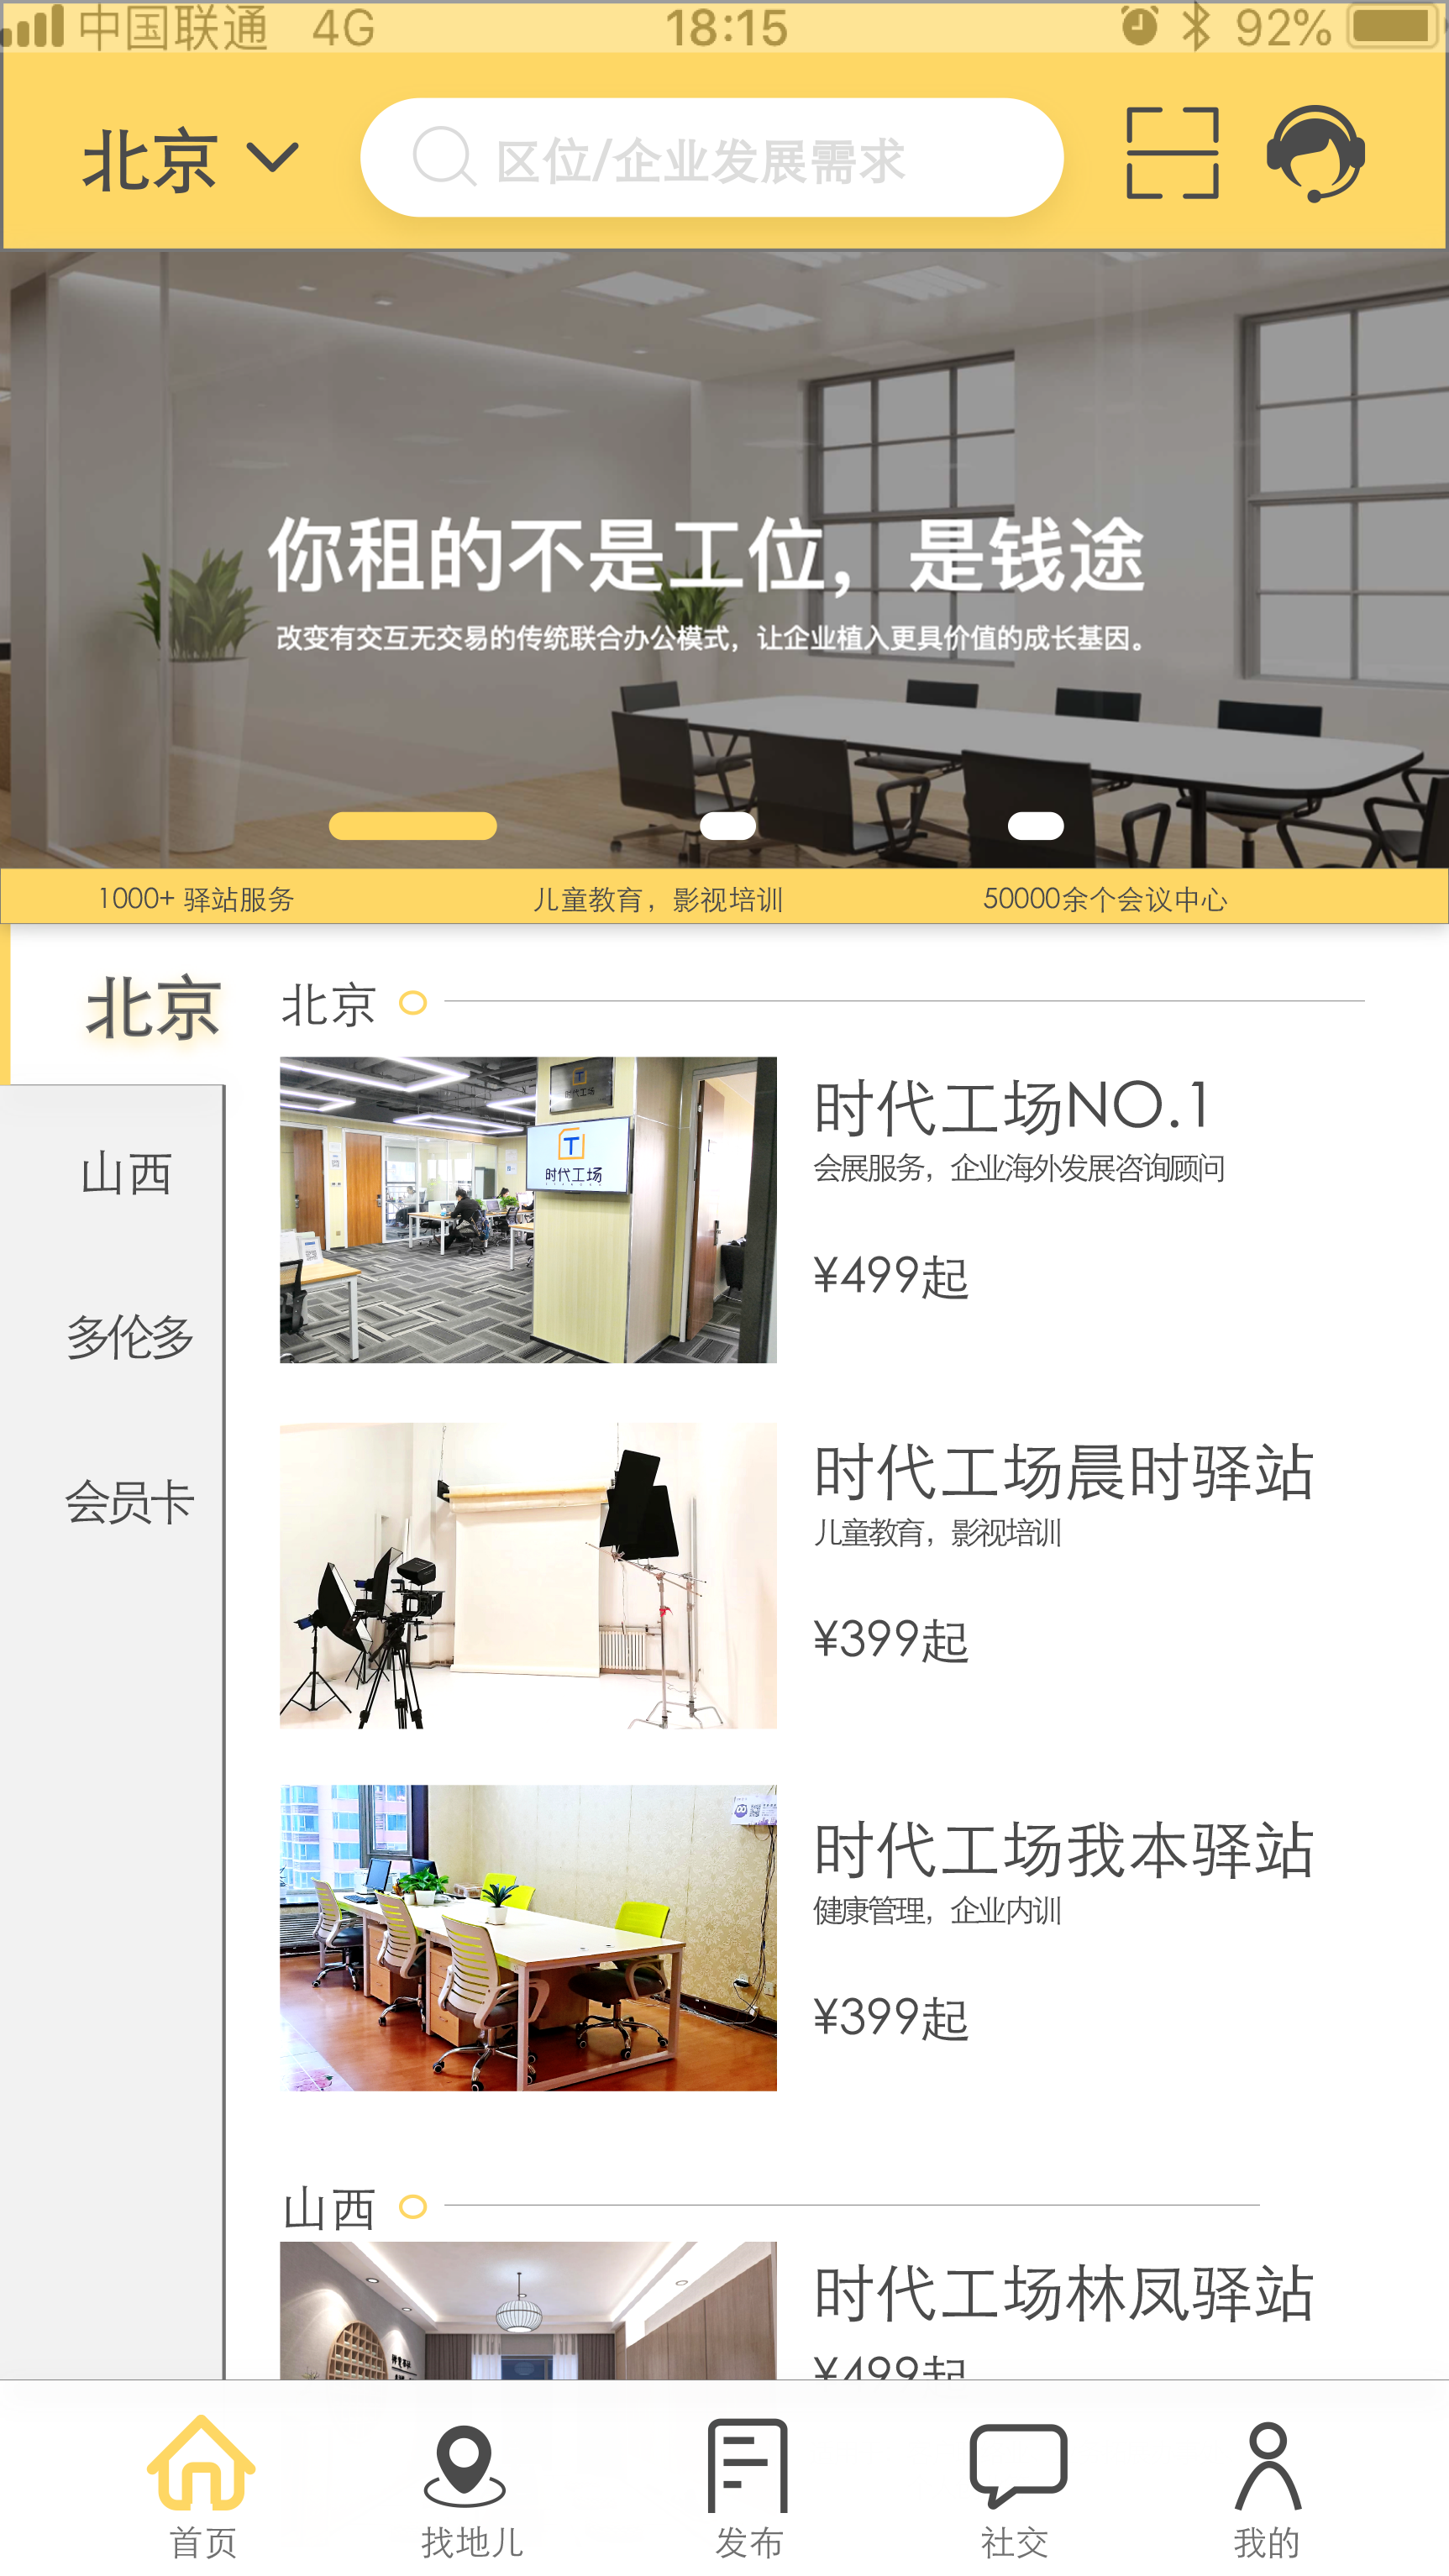 中国联通 4G 18:15 92%
北京 区位/企业发展需求
你租的不是工位，是钱途
改变有交互无交易的传统联合办公模式，让企业植入更具价值的成长基因。
1000+ 驿站服务 儿童教育，影视培训 50000余个会议中心
北京
山西
多伦多
会员卡
北京
时代工场
T
时代工场
时代工场NO.1
会展服务，企业海外发展咨询顾问
¥499起
时代工场晨时驿站
儿童教育，影视培训
¥399起
时代工场我本驿站
健康管理，企业内训
¥399起
山西
时代工场林凤驿站
¥499起
首页 找地儿 发布 社交 我的